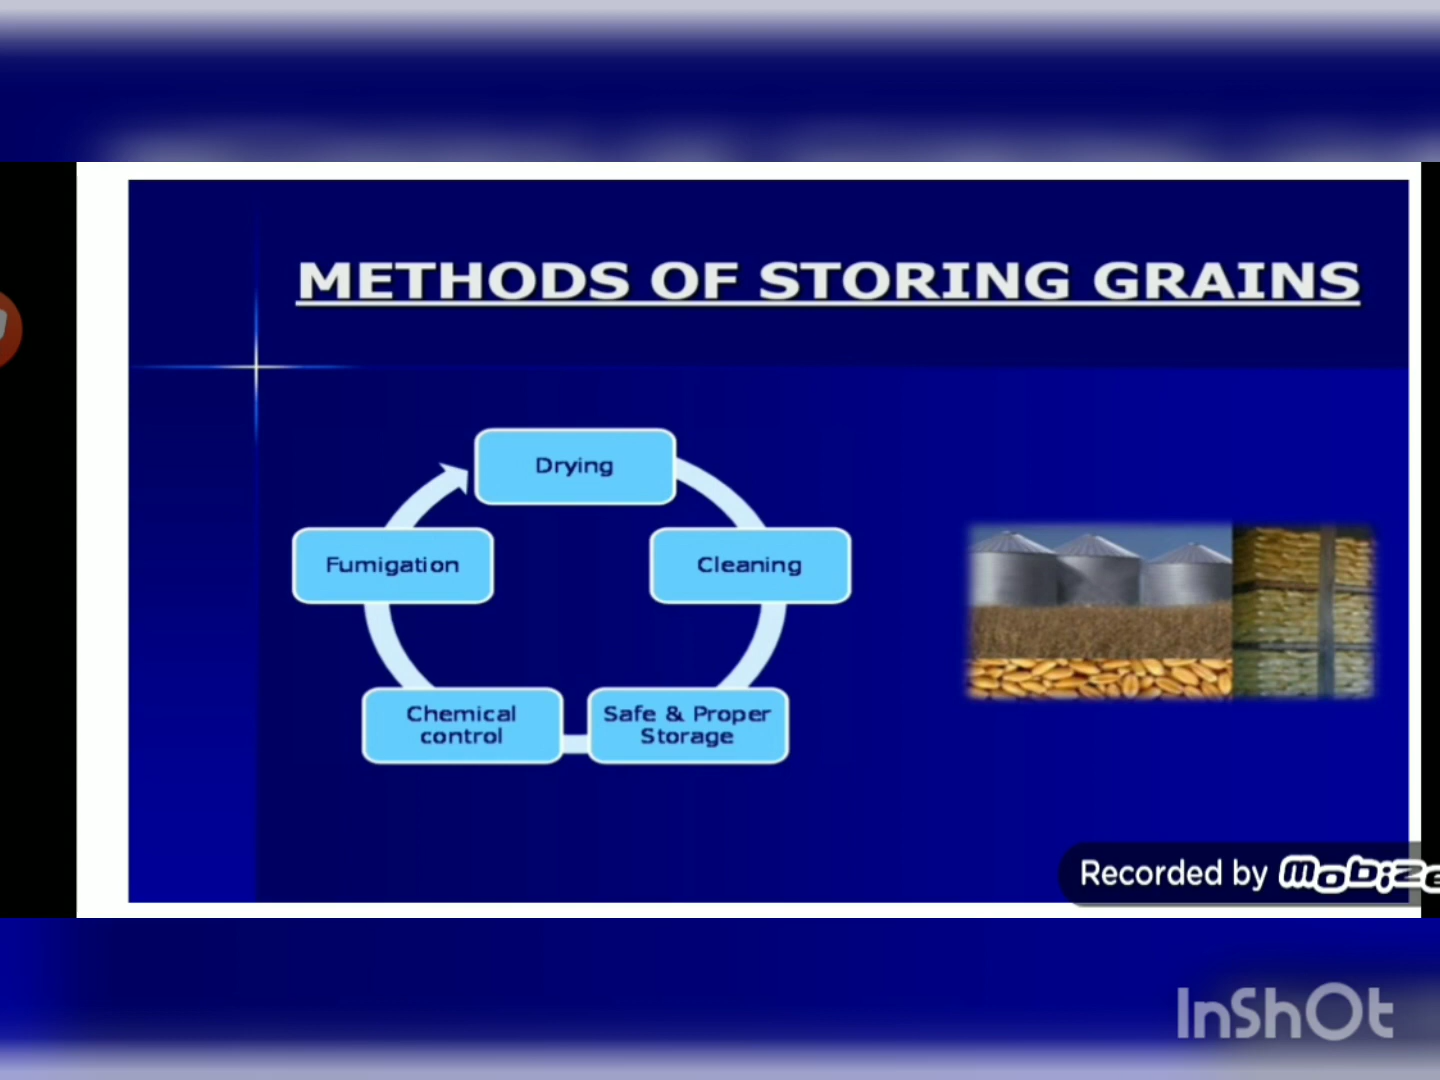 METHODS OF STORING GRAINS
Drying
Fumigation
Cleaning
Chemical
control
Safe & Proper
Storage
Recorded by
InShOt